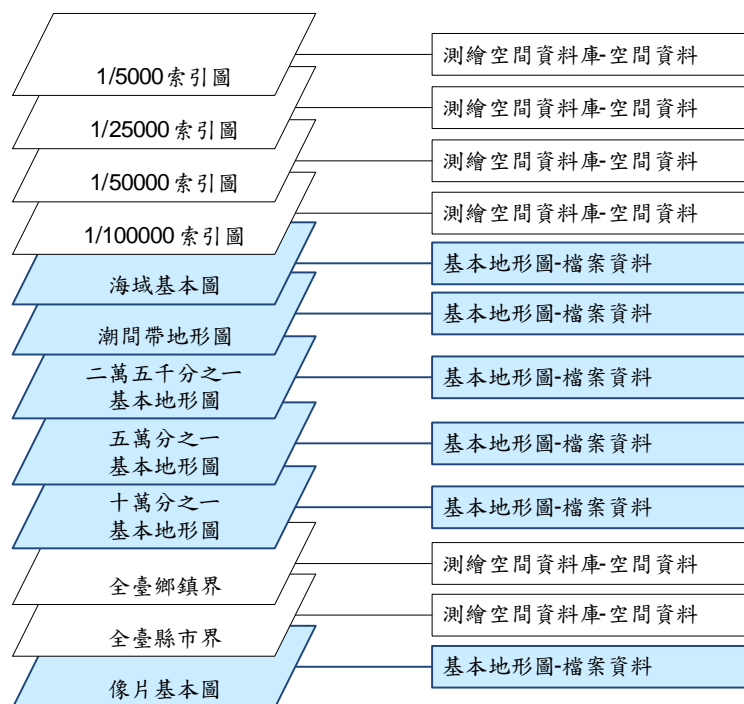 1/5000索引圖
測繪空間資料庫-空間資料
1/25000索引圖
測繪空間資料庫-空間資料
1/50000索引圖
測繪空間資料庫-空間資料
1/100000索引圖
測繪空間資料庫-空間資料
海域基本圖
基本地形圖-檔案資料
潮間帶地形圖
基本地形圖-檔案資料
二萬五千分之一
基本地形圖
基本地形圖-檔案資料
五萬分之一
基本地形圖
基本地形圖-檔案資料
十萬分之一
基本地形圖
基本地形圖-檔案資料
全臺鄉鎮界
測繪空間資料庫-空間資料
全臺縣市界
測繪空間資料庫-空間資料
像片基本圖
基本地形圖-檔案資料